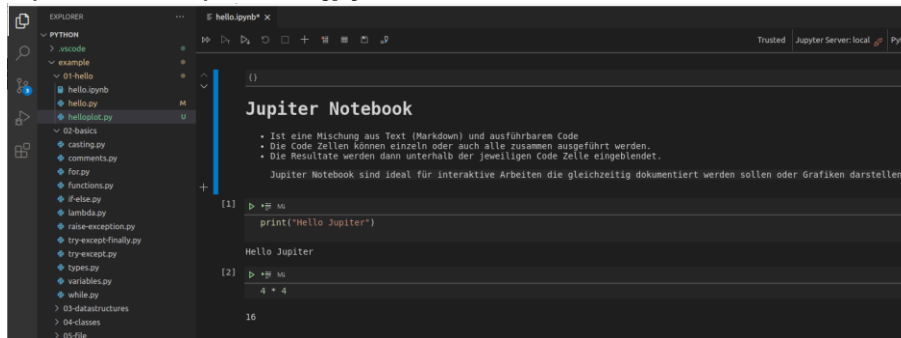 EXPLORER
hello.ipynb*
PYTHON
.vscode
example
01-hello
hello.ipynb
hello.py M
helloplot.py U
02-basics
casting.py
comments.py
for.py
functions.py
if-else.py
lambda.py
raise-exception.py
try-except-finally.py
try-except.py
types.py
variables.py
while.py
03-datastructures
04-classes
05-file
Trusted Jupyter Server: local
{}
Jupiter Notebook
• Ist eine Mischung aus Text (Markdown) und ausführbarem Code
• Die Code Zellen können einzeln oder auch alle zusammen ausgeführt werden.
• Die Resultate werden dann unterhalb der jeweiligen Code Zelle eingeblendet.
Jupiter Notebook sind ideal für interaktive Arbeiten die gleichzeitig dokumentiert werden sollen oder Grafiken darstellen
[1]
print("Hello Jupiter")
Hello Jupiter
[2]
4 * 4
16